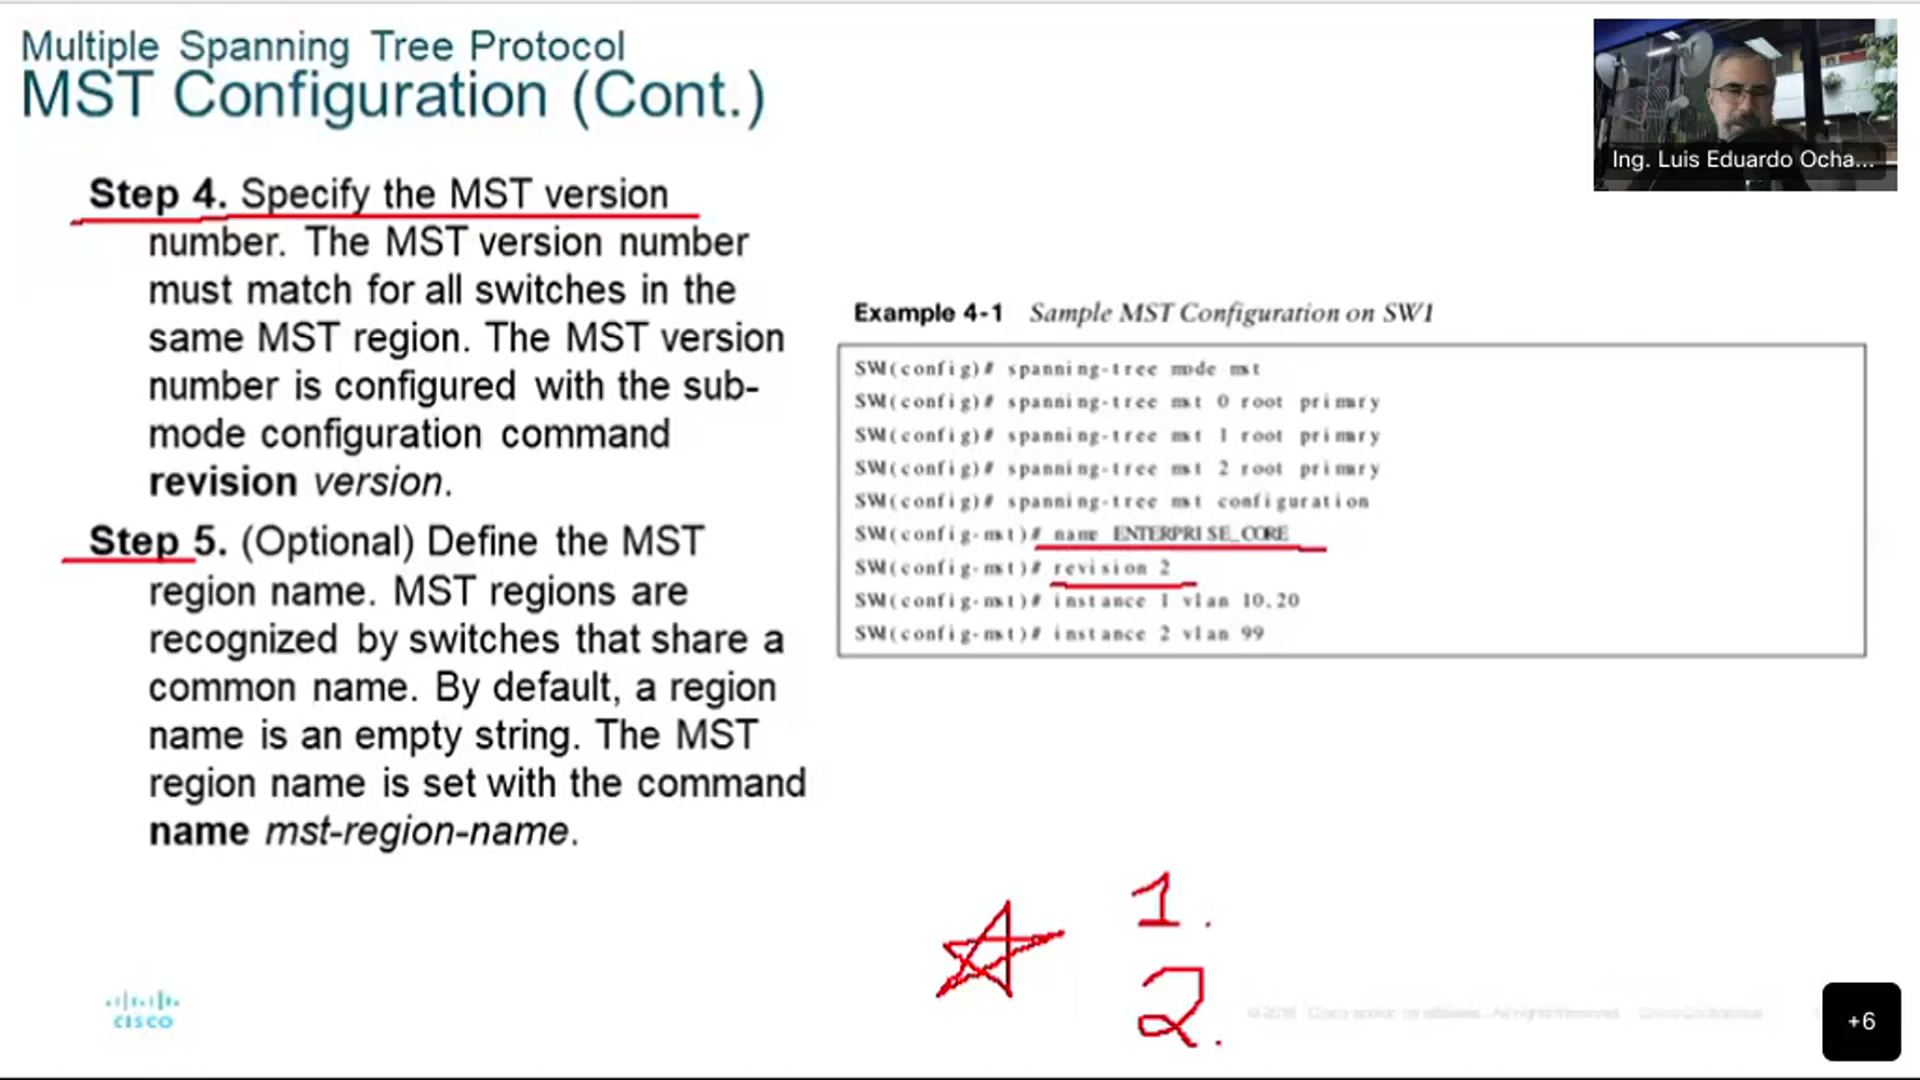 Multiple Spanning Tree Protocol
MST Configuration (Cont.)
Ing. Luis Eduardo Ocha...
Step 4. Specify the MST version
number. The MST version number
must match for all switches in the
same MST region. The MST version
number is configured with the sub-
mode configuration command
revision version.
Step 5. (Optional) Define the MST
region name. MST regions are
recognized by switches that share a
common name. By default, a region
name is an empty string. The MST
region name is set with the command
name mst-region-name.
Example 4-1 Sample MST Configuration on SW1
SW(config)# spanning-tree mode mst
SW(config)# spanning-tree mst 0 root primary
SW(config)# spanning-tree mst 1 root primary
SW(config)# spanning-tree mst 2 root primary
SW(config)# spanning-tree mst configuration
SW(config-mst)# name ENTERPRISE_CORE
SW(config-mst)# revision 2
SW(config-mst)# instance 1 vlan 10,20
SW(config-mst)# instance 2 vlan 99
1.
2.
CISCO
+6